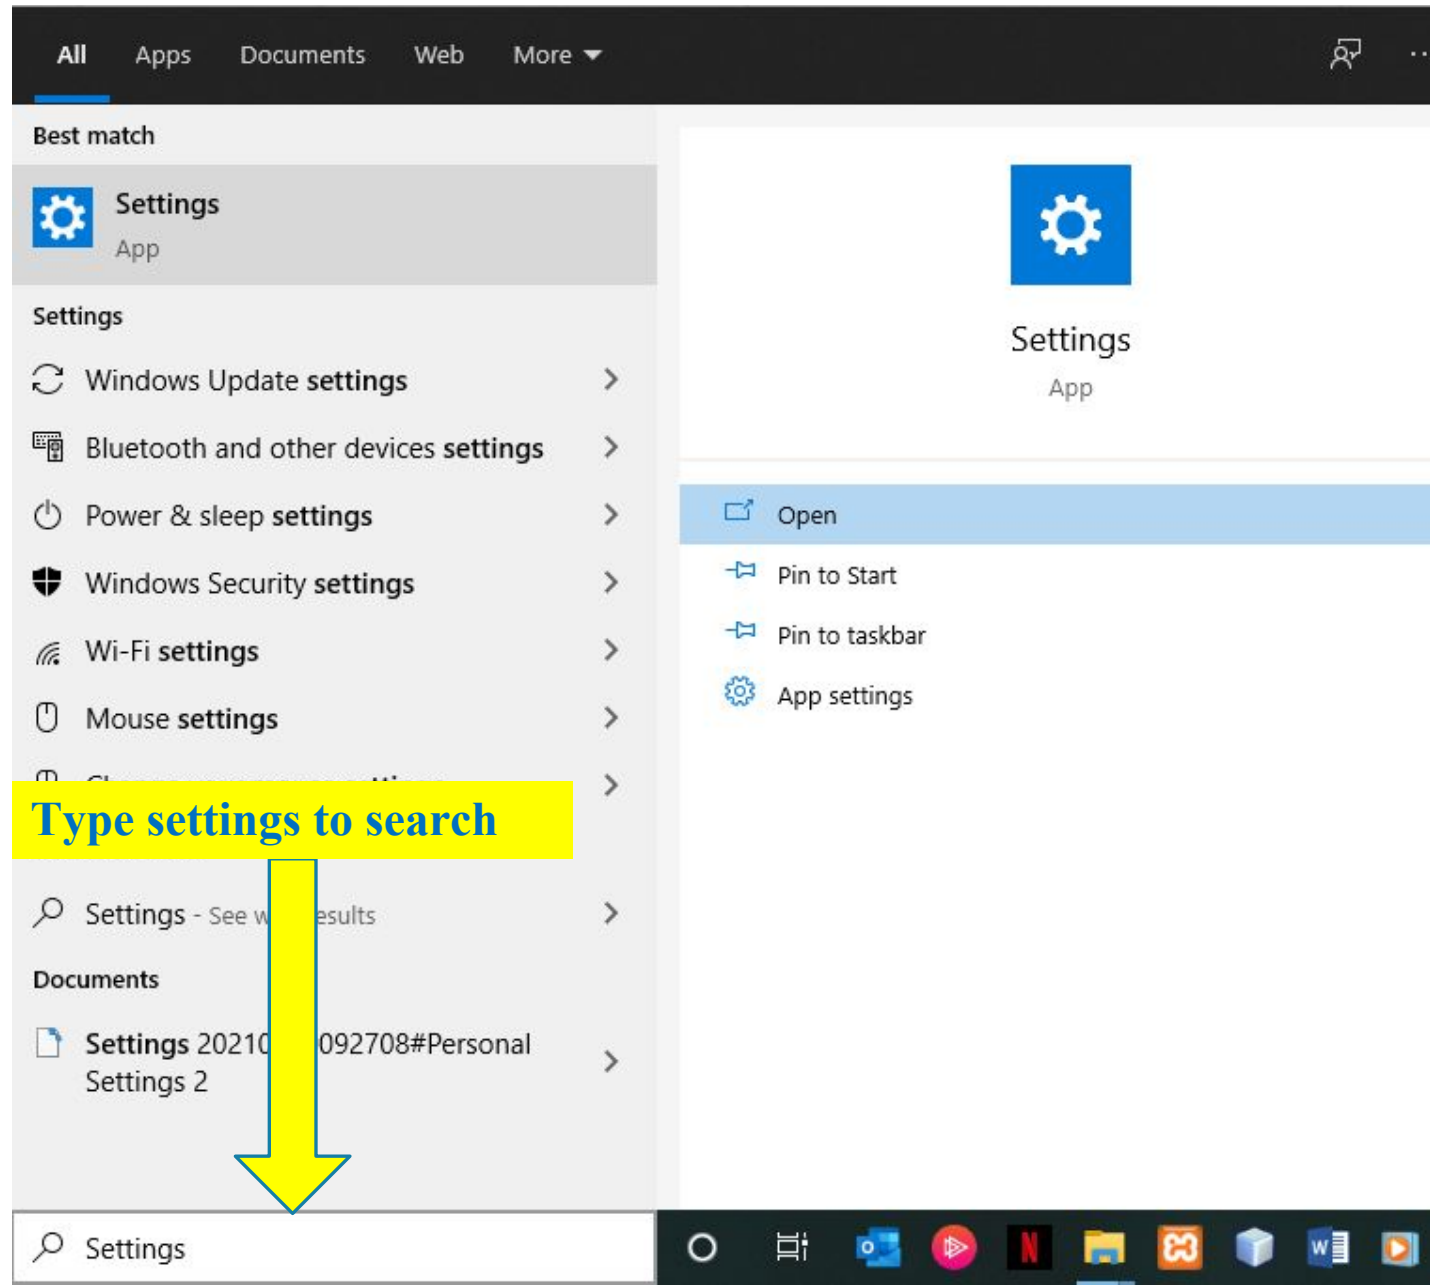 All Apps Documents Web More
Best match
Settings
App
Settings
Windows Update settings
Bluetooth and other devices settings
Power & sleep settings
Windows Security settings
Wi-Fi settings
Mouse settings
Type settings to search
Settings - See w esults
Documents
Settings 20210 092708#Personal
Settings 2
Settings
Settings
App
Open
Pin to Start
Pin to taskbar
App settings